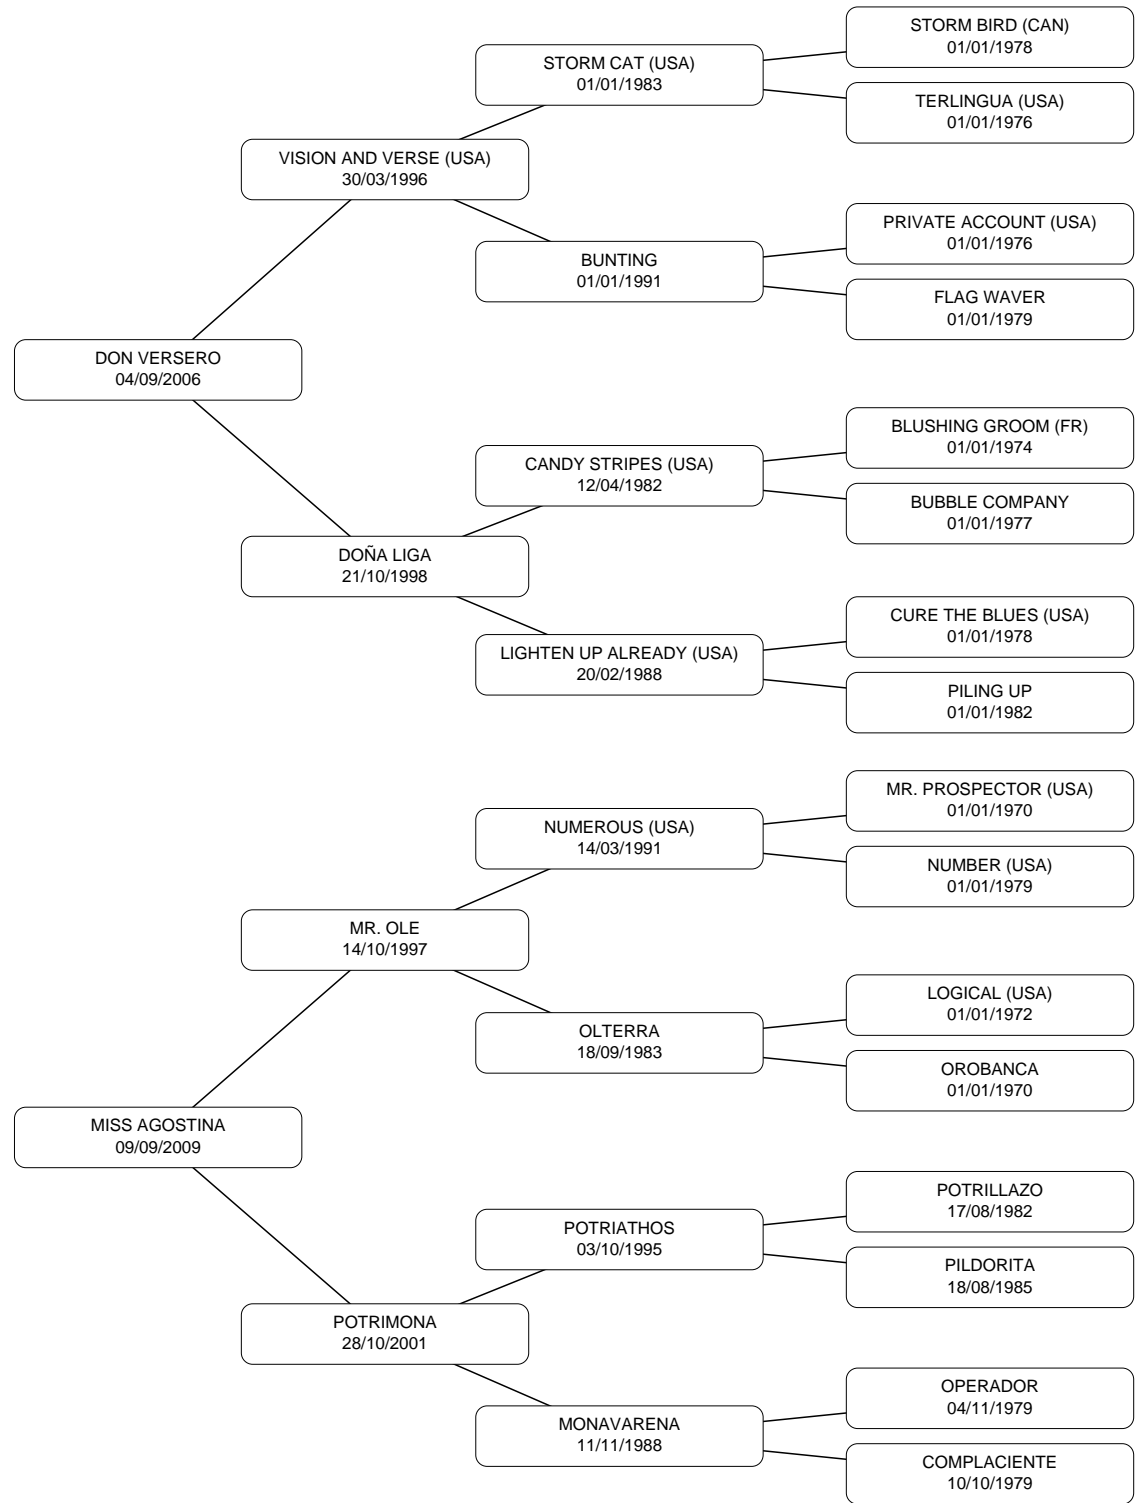 STORM BIRD (CAN)
01/01/1978
STORM CAT (USA)
01/01/1983
TERLINGUA (USA)
01/01/1976
VISION AND VERSE (USA)
30/03/1996
PRIVATE ACCOUNT (USA)
01/01/1976
BUNTING
01/01/1991
FLAG WAVER
01/01/1979
DON VERSERO
04/09/2006
BLUSHING GROOM (FR)
01/01/1974
CANDY STRIPES (USA)
12/04/1982
BUBBLE COMPANY
01/01/1977
DOÑA LIGA
21/10/1998
CURE THE BLUES (USA)
01/01/1978
LIGHTEN UP ALREADY (USA)
20/02/1988
PILING UP
01/01/1982
MR. PROSPECTOR (USA)
01/01/1970
NUMEROUS (USA)
14/03/1991
NUMBER (USA)
01/01/1979
MR. OLE
14/10/1997
LOGICAL (USA)
01/01/1972
OLTERRA
18/09/1983
OROBANCA
01/01/1970
MISS AGOSTINA
09/09/2009
POTRILLAZO
17/08/1982
POTRIATHOS
03/10/1995
PILDORITA
18/08/1985
POTRIMONA
28/10/2001
OPERADOR
04/11/1979
MONAVARENA
11/11/1988
COMPLACIENTE
10/10/1979